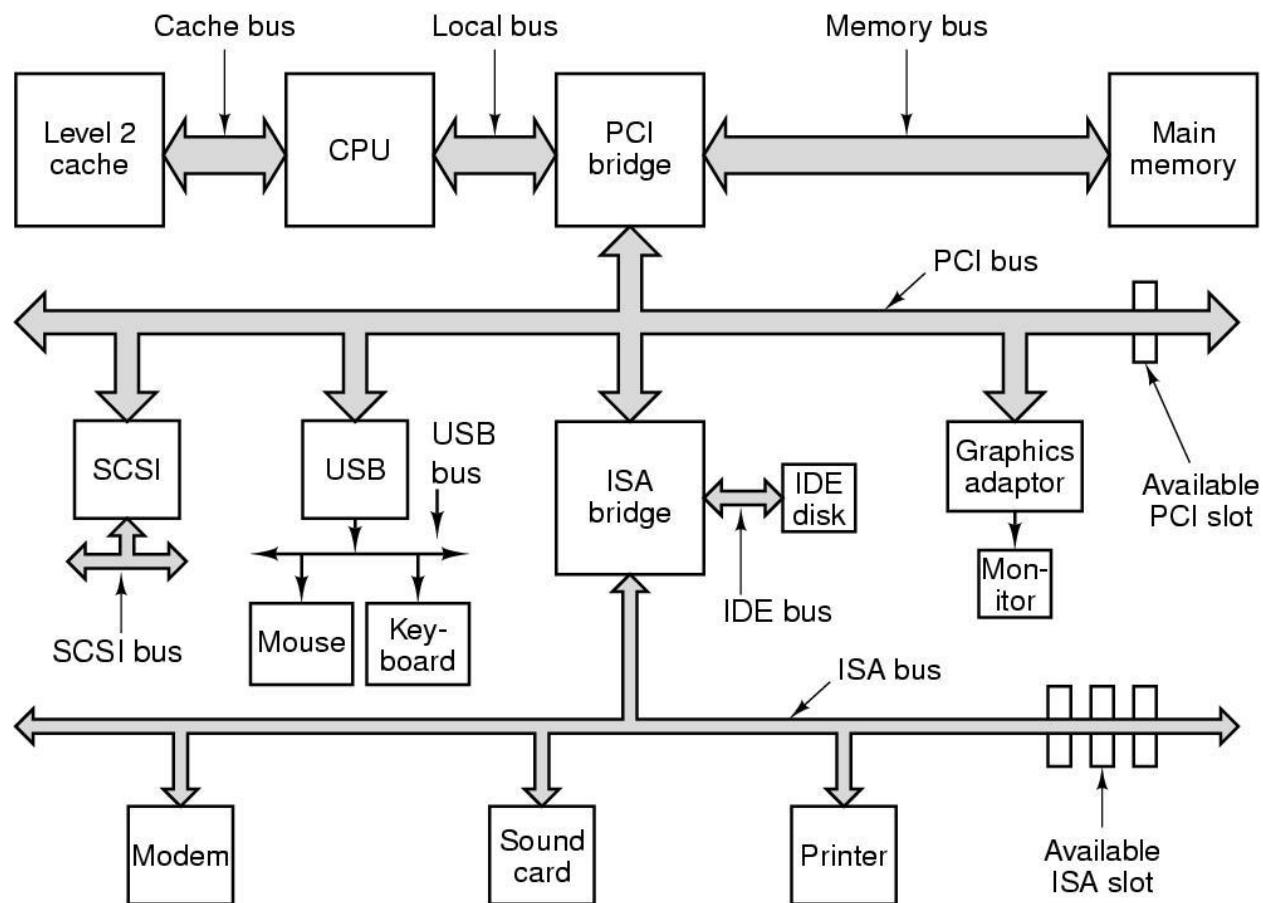 Cache bus
Local bus
Memory bus
Level 2
cache
CPU
PCI
bridge
Main
memory
PCI bus
SCSI
USB
USB
bus
ISA
bridge
IDE
disk
Graphics
adaptor
Available
PCI slot
SCSI bus
Mouse
Key-
board
IDE bus
Mon-
itor
ISA bus
Modem
Sound
card
Printer
Available
ISA slot